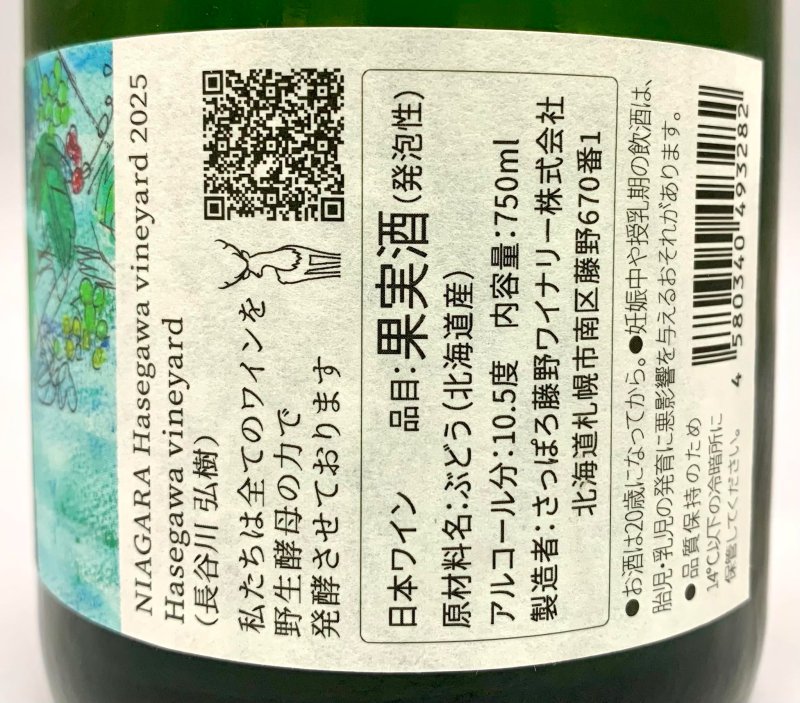 NIAGARA Hasegawa vineyard 2025
Hasegawa vineyard
(長谷川 弘樹)
私たちは全てのワインを
野生酵母の力で
発酵させております
日本ワイン 品目:果実酒(発泡性)
原材料名:ぶどう(北海道産)
アルコール分:10.5度 内容量:750ml
製造者:さっぽろ藤野ワイナリー株式会社
北海道札幌市南区藤野670番1
●お酒は20歳になってから。●妊娠中や授乳期の飲酒は、
胎児・乳児の発育に悪影響を与えるおそれがあります。
●品質保持のため
14℃以下の冷暗所に
保管してください。
4 580340 493282